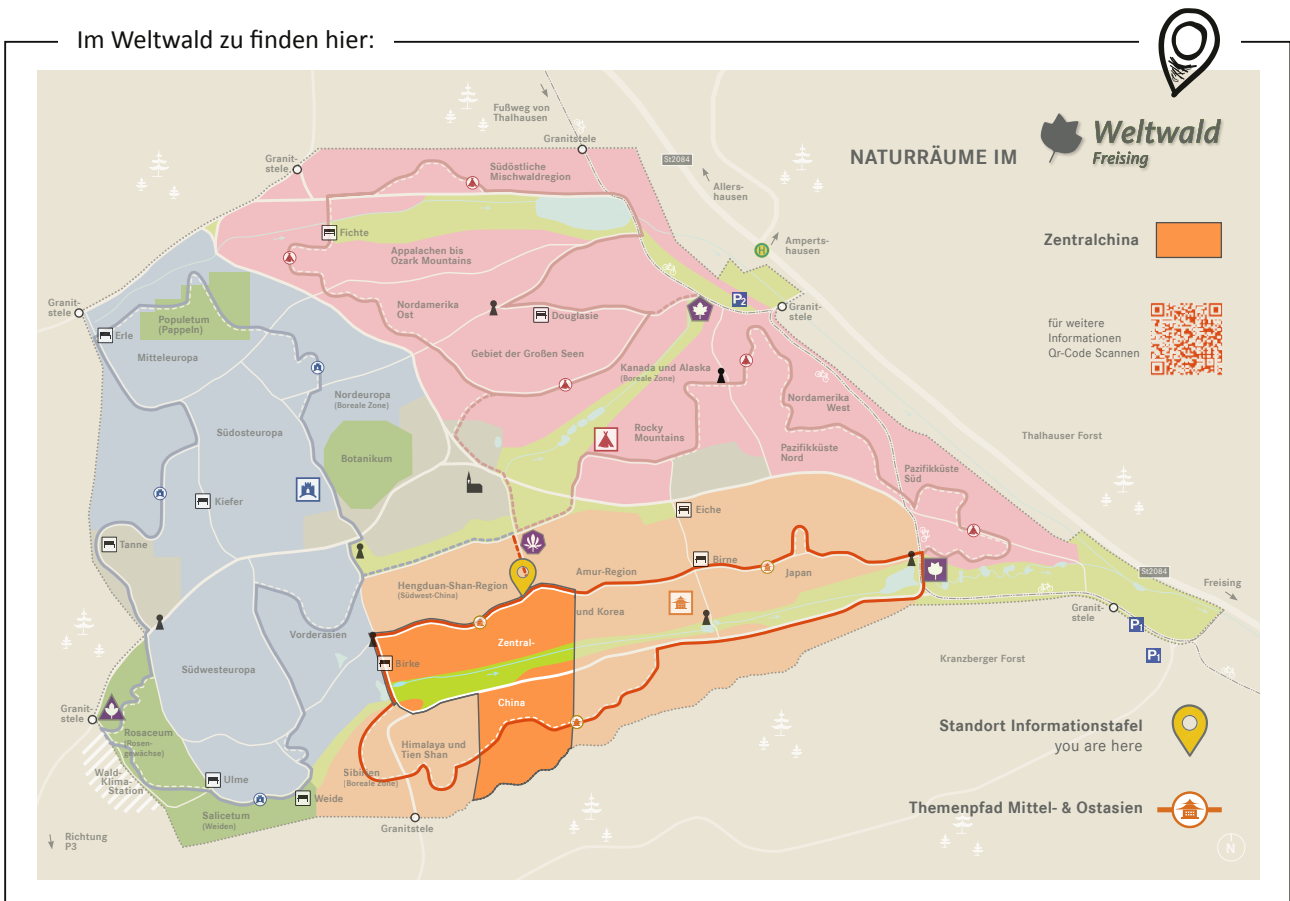 Im Weltwald zu finden hier:
NATURRÄUME IM
Weltwald
Freising
Zentralchina
für weitere
Informationen
Qr-Code Scannen
Fußweg von
Thalhausen
Granitstele
Granit-
stele
St2084
Allers-
hausen
H
Amperts-
hausen
Südöstliche
Mischwaldregion
Fichte
Appalachen bis
Ozark Mountains
Granit-
stele
P2
Granit-
stele
Nordamerika
Ost
Douglasie
Populetum
(Pappeln)
Erle
Mitteleuropa
Gebiet der Großen Seen
Kanada und Alaska
(Boreale Zone)
Nordeuropa
(Boreale Zone)
Nordamerika
West
Südosteuropa
Rocky
Mountains
Thalhauser Forst
Botanikum
Pazifikküste
Nord
Pazifikküste
Süd
Kiefer
Eiche
Tanne
Birne
Amur-Region
Japan
Hengduan-Shan-Region
(Südwest-China)
St2084
Freising
und Korea
Granit-
stele
P1
P1
Vorderasien
Zentral-
Birke
Südwesteuropa
Kranzberger Forst
China
Granit-
stele
Rosaceum
(Rosen-
gewächse)
Himalaya und
Tien Shan
Standort Informationstafel
you are here
Wald-
Klima-
Station
Ulme
Sibirien
(Boreale Zone)
Weide
Salicetum
(Weiden)
Granitstele
Themenpfad Mittel- & Ostasien
Richtung
P3
N